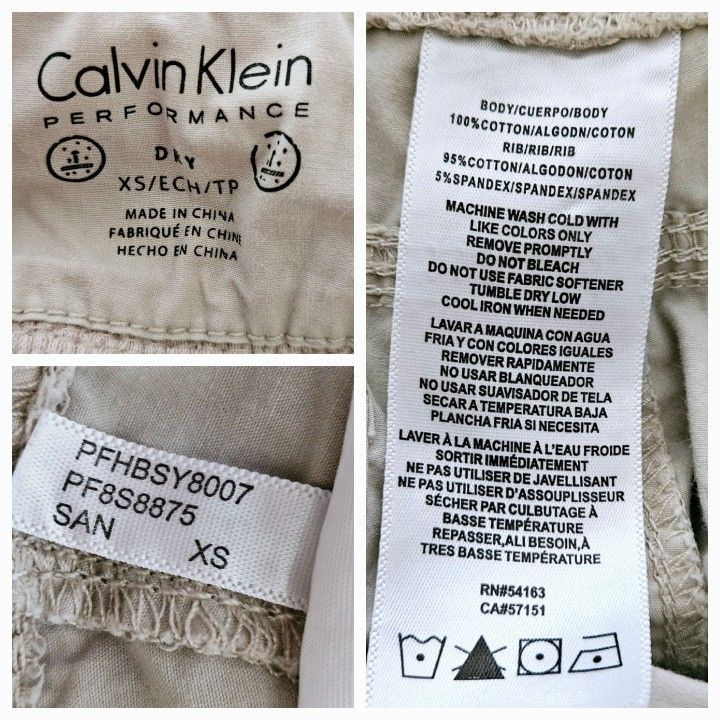 Calvin Klein
PERFORMANCE
DRY
XS/ECH/TP
MADE IN CHINA
FABRIQUÉ EN CHINE
HECHO EN CHINA
PFHBSY8007
PF8S8875
SAN XS
BODY/CUERPO/BODY
100%COTTON/ALGODN/COTON
RIB/RIB/RIB
95%COTTON/ALGODON/COTON
5%SPANDEX/SPANDEX/SPANDEX
MACHINE WASH COLD WITH
LIKE COLORS ONLY
REMOVE PROMPTLY
DO NOT BLEACH
DO NOT USE FABRIC SOFTENER
TUMBLE DRY LOW
COOL IRON WHEN NEEDED
LAVAR A MAQUINA CON AGUA
FRIA Y CON COLORES IGUALES
REMOVER RAPIDAMENTE
NO USAR BLANQUEADOR
NO USAR SUAVISADOR DE TELA
SECAR A TEMPERATURA BAJA
PLANCHA FRIA SI NECESITA
LAVER À LA MACHINE À L'EAU FROIDE
SORTIR IMMÉDIATEMENT
NE PAS UTILISER DE JAVELLISANT
NE PAS UTILISER D'ASSOUPLISSEUR
SÉCHER PAR CULBUTAGE À
BASSE TEMPÉRATURE
REPASSER,ALI BESOIN,À
TRES BASSE TEMPÉRATURE
RN#54163
CA#57151